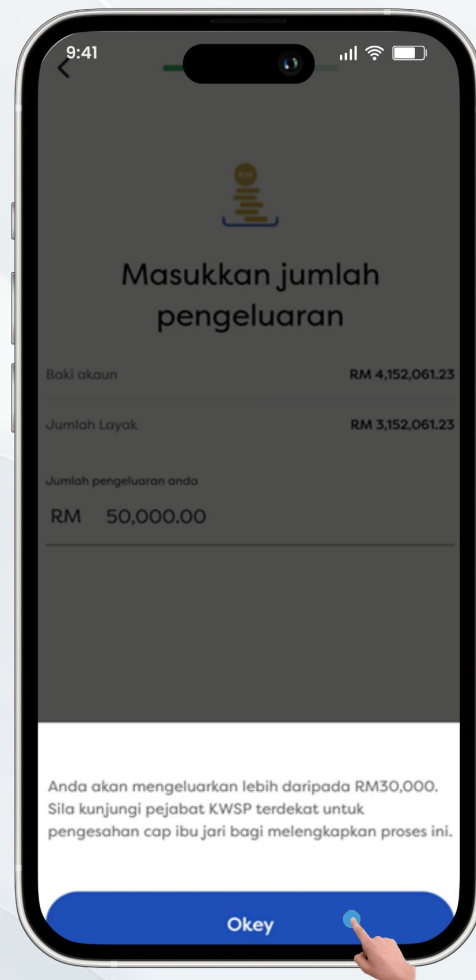 9:41
RM
Masukkan jumlah
pengeluaran
Baki akaun RM 4,152,061.23
Jumlah Layak RM 3,152,061.23
Jumlah pengeluaran anda
RM 50,000.00
Anda akan mengeluarkan lebih daripada RM30,000.
Sila kunjungi pejabat KWSP terdekat untuk
pengesahan cap ibu jari bagi melengkapkan proses ini.
Okey